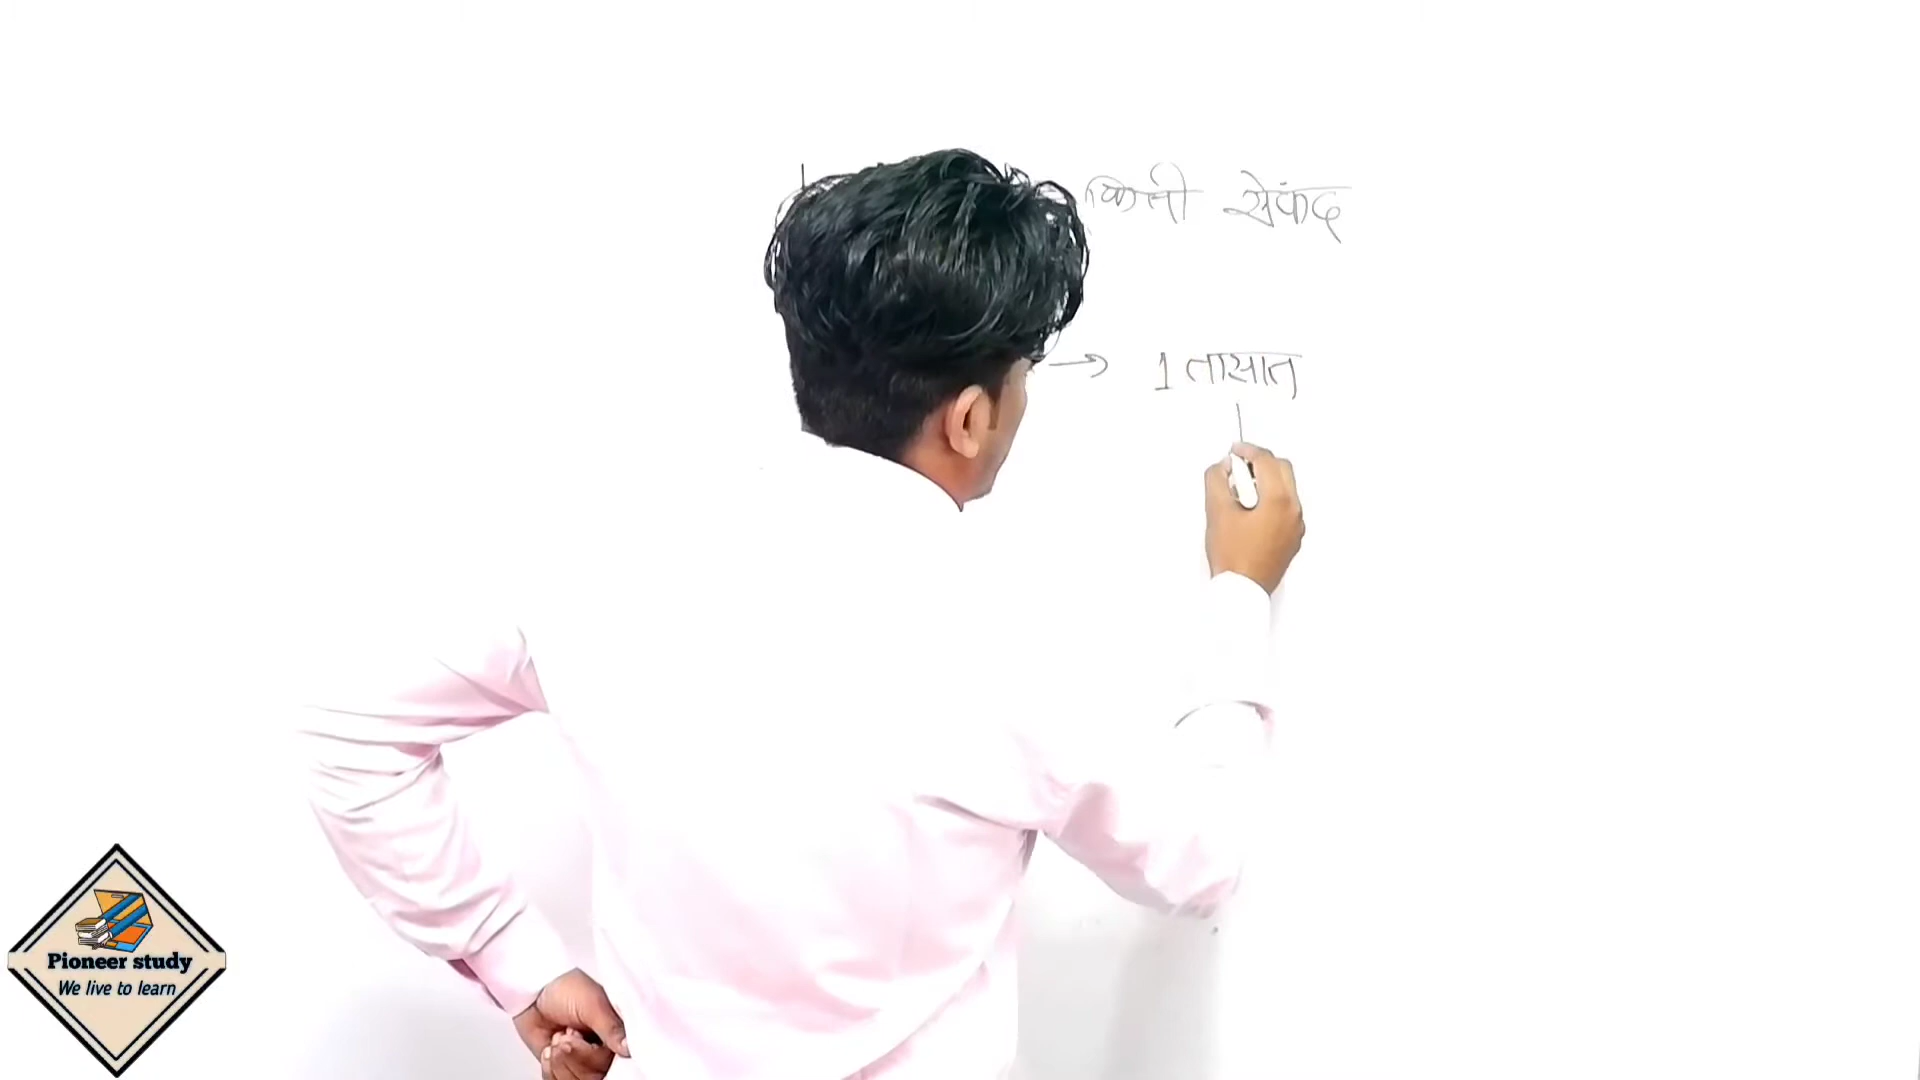 किती सेकंद
→ 1 तासात
Pioneer study
We live to learn